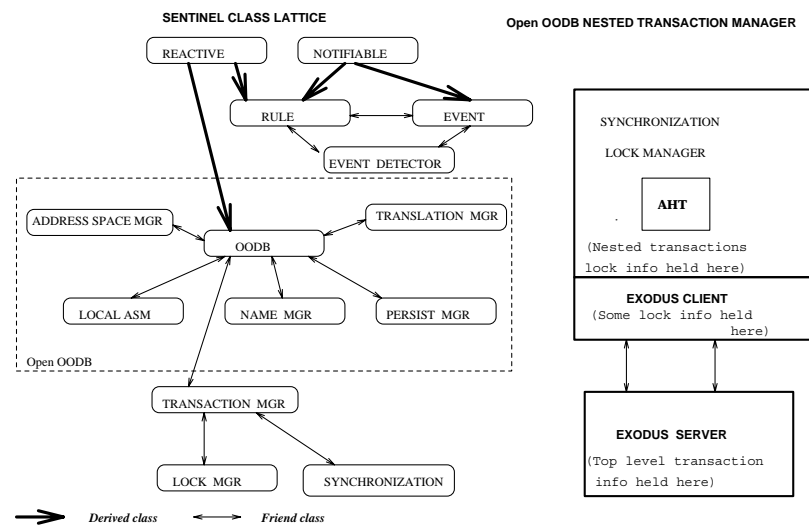 SENTINEL CLASS LATTICE
REACTIVE
NOTIFIABLE
RULE
EVENT
EVENT DETECTOR
ADDRESS SPACE MGR
TRANSLATION MGR
OODB
LOCAL ASM
NAME MGR
PERSIST MGR
Open OODB
TRANSACTION MGR
LOCK MGR
SYNCHRONIZATION
Derived class
Friend class
Open OODB NESTED TRANSACTION MANAGER
SYNCHRONIZATION
LOCK MANAGER
AHT
(Nested transactions
lock info held here)
EXODUS CLIENT
(Some lock info held
here)
EXODUS SERVER
(Top level transaction
info held here)